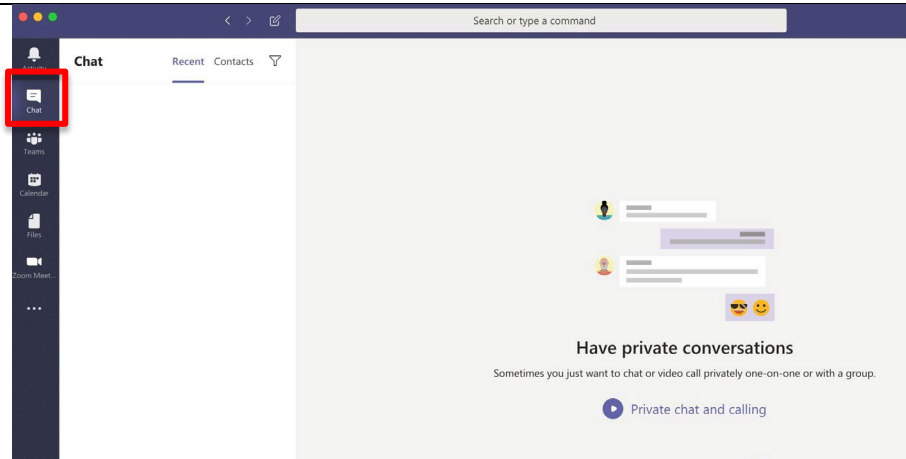 Search or type a command
Activity
Chat Recent Contacts
Chat
Teams
Calendar
Files
Zoom Meet...
Have private conversations
Sometimes you just want to chat or video call privately one-on-one or with a group.
Private chat and calling